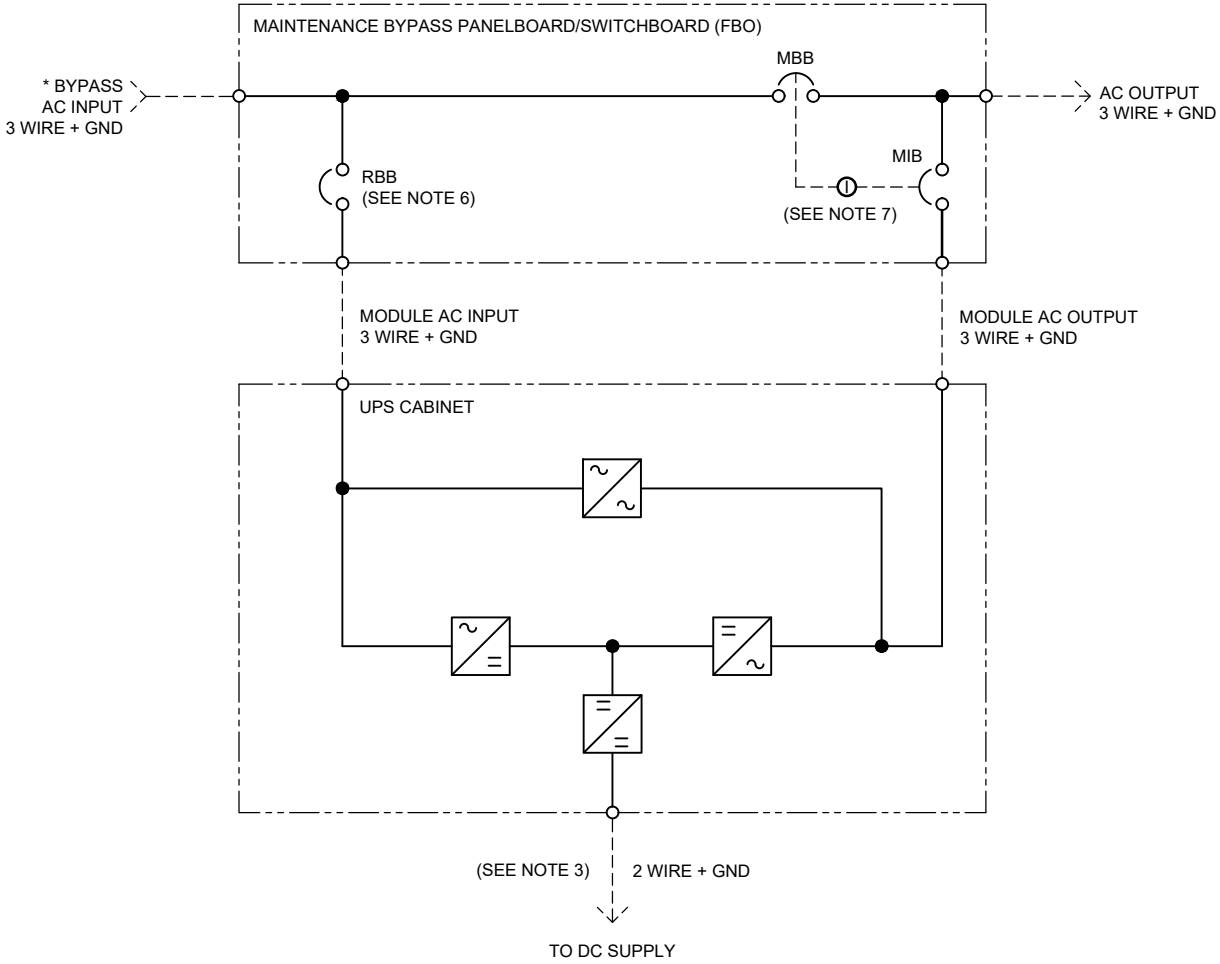 MAINTENANCE BYPASS PANELBOARD/SWITCHBOARD (FBO)
MBB
* BYPASS
AC INPUT
3 WIRE + GND
AC OUTPUT
3 WIRE + GND
MIB
RBB
(SEE NOTE 6)
(SEE NOTE 7)
MODULE AC INPUT
3 WIRE + GND
MODULE AC OUTPUT
3 WIRE + GND
UPS CABINET
(SEE NOTE 3)
2 WIRE + GND
TO DC SUPPLY